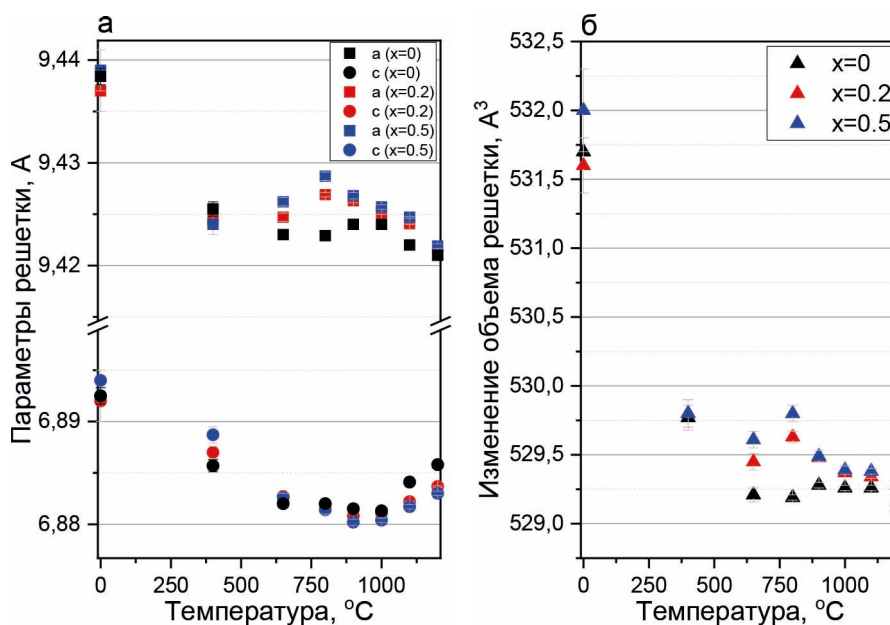 а
9,44
9,43
9,42
6,89
6,88
0
250
500
750
1000
Параметры решетки, А
Температура, °C
a (x=0)
c (x=0)
a (x=0.2)
c (x=0.2)
a (x=0.5)
c (x=0.5)
б
532,5
532,0
531,5
531,0
530,5
530,0
529,5
529,0
0
250
500
750
1000
Изменение объема решетки, А³
Температура, °C
x=0
x=0.2
x=0.5